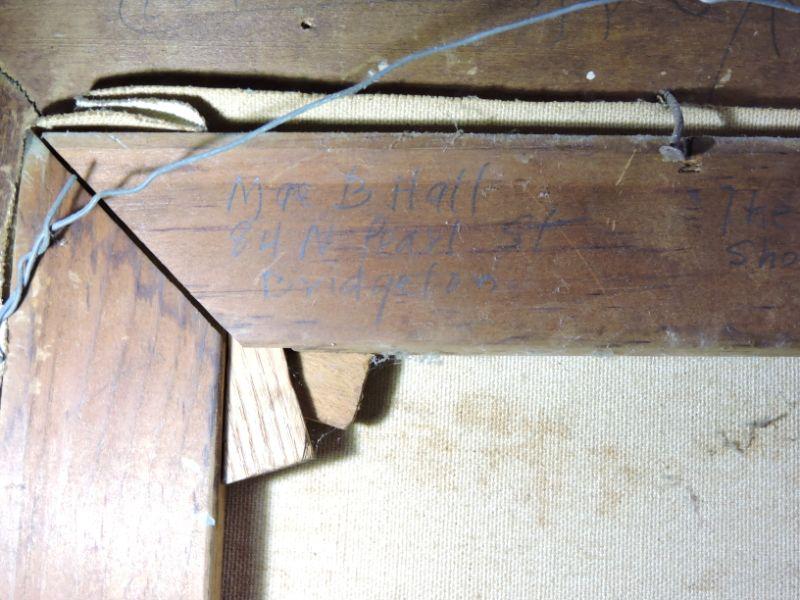 Mae B Hall
84 N Pearl St
Bridgeton
The
Sho